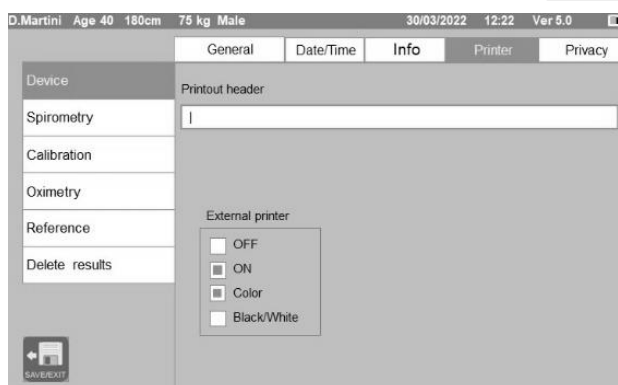 D.Martini Age 40 180cm 75 kg Male 30/03/2022 12:22 Ver 5.0
General Date/Time Info Printer Privacy
Device
Spirometry
Calibration
Oximetry
Reference
Delete results
Printout header
External printer
OFF
ON
Color
Black/White
SAVE/EXIT